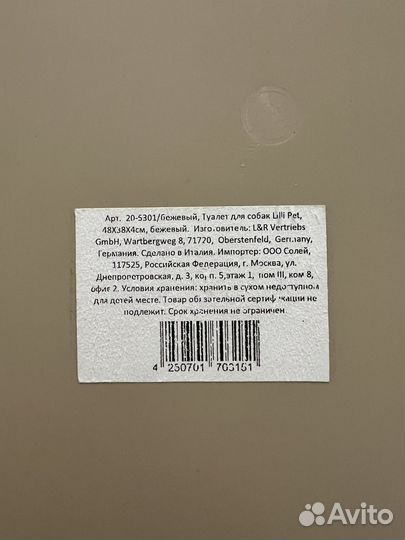 Арт. 20-5301/бежевый, Туалет для собак Lilli Pet,
48Х38Х4см, бежевый. Изготовитель: L&R Vertriebs
GmbH, Wartbergweg 8, 71720, Oberstenfeld, Germany,
Германия. Сделано в Италия. Импортер: ООО Солей,
117525, Российская Федерация, г. Москва, ул.
Днепропетровская, д. 3, корп. 5,этаж 1, пом III, ком 8,
офис 2. Условия хранения: хранить в сухом недоступном
для детей месте. Товар обязательной сертификации не
подлежит. Срок хранения не ограничен
4 250701 703151
Avito